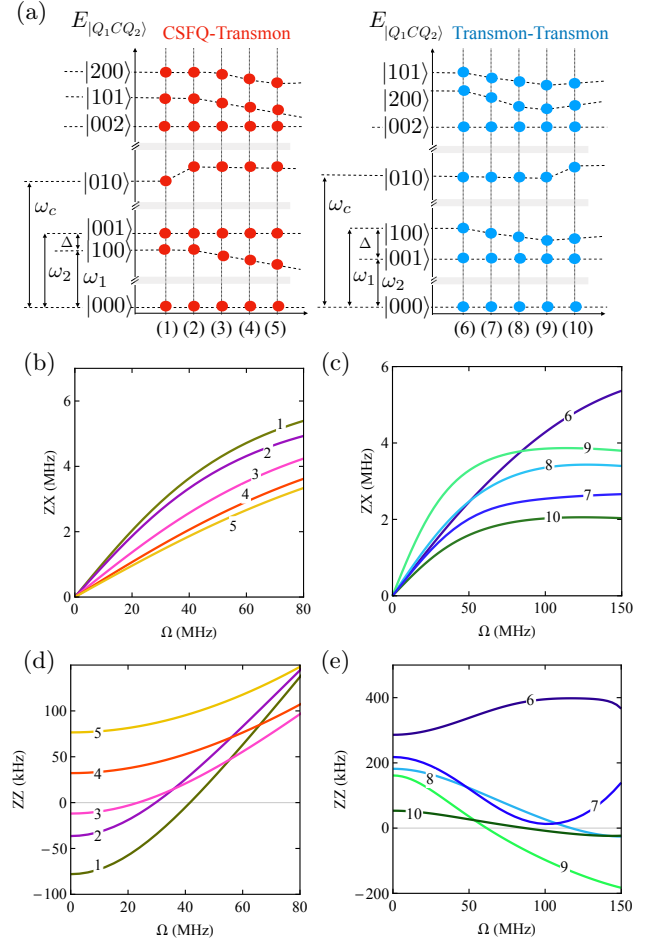 (a)
E|Q₁CQ₂⟩ CSFQ-Transmon
|200⟩
|101⟩
|002⟩
|010⟩
ω_c
|001⟩
Δ
|100⟩
ω₂
ω₁
|000⟩
(1) (2) (3) (4) (5)
E|Q₁CQ₂⟩ Transmon-Transmon
|101⟩
|200⟩
|002⟩
|010⟩
ω_c
|100⟩
Δ
|001⟩
ω₁
ω₂
|000⟩
(6) (7) (8) (9) (10)
(b)
ZX (MHz)
6
4
2
0
0 20 40 60 80
Ω (MHz)
1
2
3
4
5
(c)
ZX (MHz)
6
4
2
0
0 50 100 150
Ω (MHz)
6
9
8
7
10
(d)
ZZ (kHz)
100
50
0
−50
−100
0 20 40 60 80
Ω (MHz)
5
4
3
2
1
(e)
ZZ (kHz)
400
200
0
−200
0 50 100 150
Ω (MHz)
6
8
7
10
9